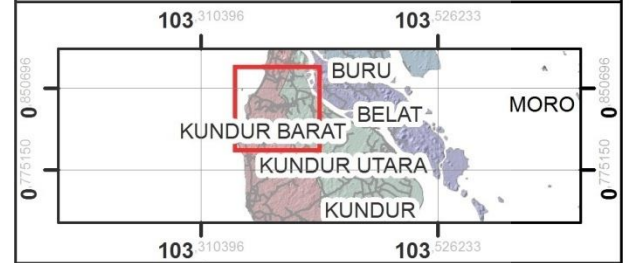 103,310396 103,526233
0,850696 0,850696
BURU
MORO
BELAT
KUNDUR BARAT
KUNDUR UTARA
0,775150 0,775150
KUNDUR
103,310396 103,526233